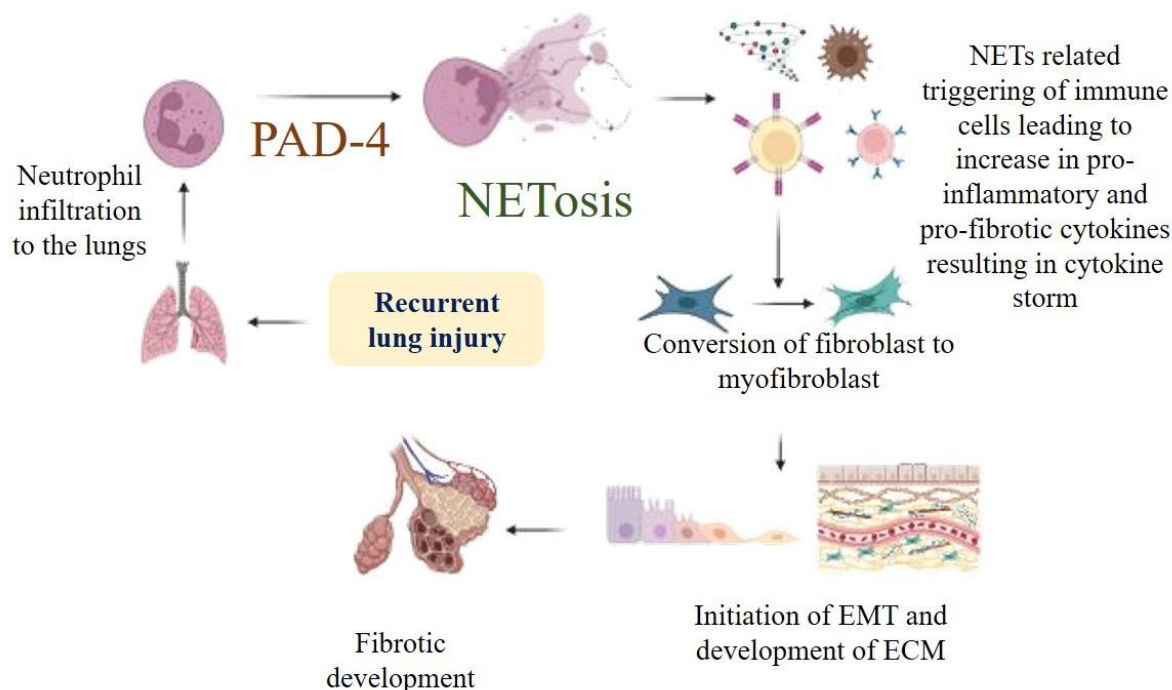 Recurrent
lung injury
Neutrophil
infiltration
to the lungs
PAD-4
NETosis
NETs related
triggering of immune
cells leading to
increase in pro-
inflammatory and
pro-fibrotic cytokines
resulting in cytokine
storm
Conversion of fibroblast to
myofibroblast
Initiation of EMT and
development of ECM
Fibrotic
development